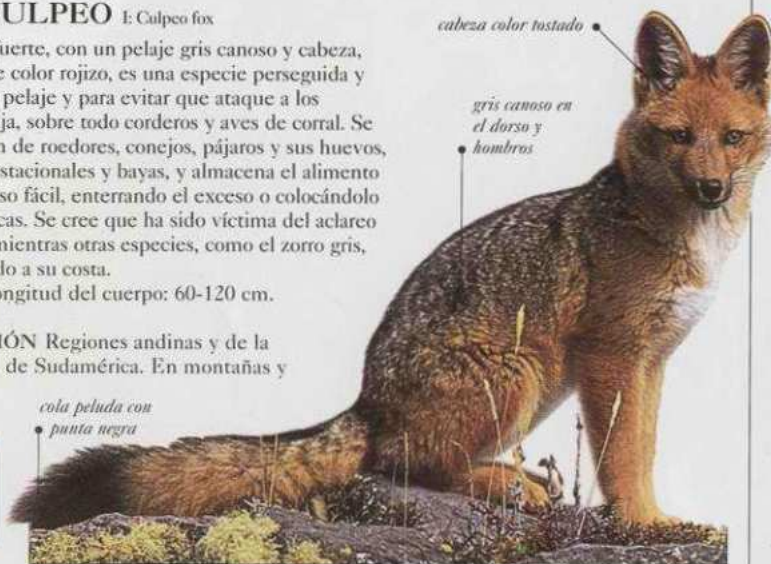 ULPEO I: Culpeo fox
uerte, con un pelaje gris canoso y cabeza,
e color rojizo, es una especie perseguida y
pelaje y para evitar que ataque a los
ja, sobre todo corderos y aves de corral. Se
n de roedores, conejos, pájaros y sus huevos,
stacionales y bayas, y almacena el alimento
so fácil, enterrando el exceso o colocándolo
cas. Se cree que ha sido víctima del aclareo
mientras otras especies, como el zorro gris,
do a su costa.
ongitud del cuerpo: 60-120 cm.
IÓN Regiones andinas y de la
de Sudamérica. En montañas y
cabeza color tostado
gris canoso en
el dorso y
hombros
cola peluda con
punta negra